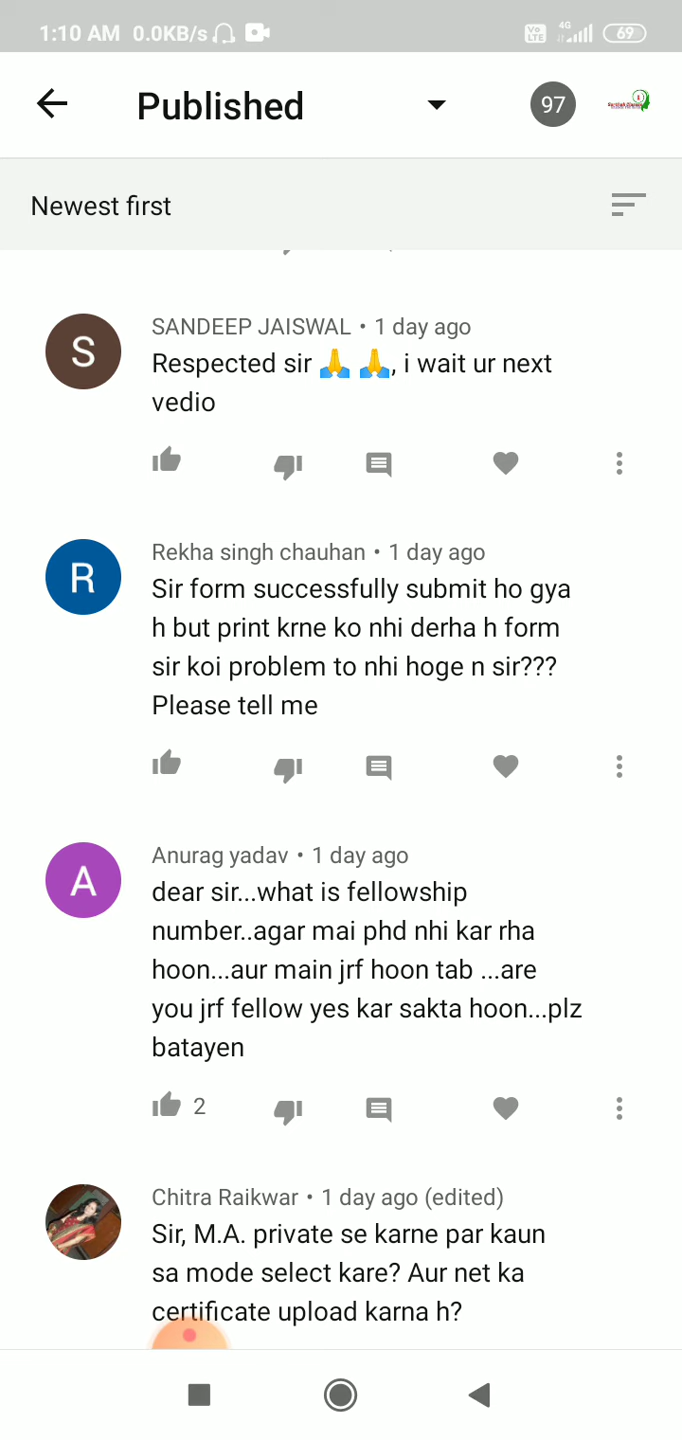 1:10 AM 0.0KB/s Vo LTE 4G 69
Published 97
Newest first
SANDEEP JAISWAL • 1 day ago
Respected sir 🙏 🙏, i wait ur next
vedio
S
Rekha singh chauhan • 1 day ago
Sir form successfully submit ho gya
h but print krne ko nhi derha h form
sir koi problem to nhi hoge n sir???
Please tell me
R
Anurag yadav • 1 day ago
dear sir...what is fellowship
number..agar mai phd nhi kar rha
hoon...aur main jrf hoon tab ...are
you jrf fellow yes kar sakta hoon...plz
batayen
A
2
Chitra Raikwar • 1 day ago (edited)
Sir, M.A. private se karne par kaun
sa mode select kare? Aur net ka
certificate upload karna h?